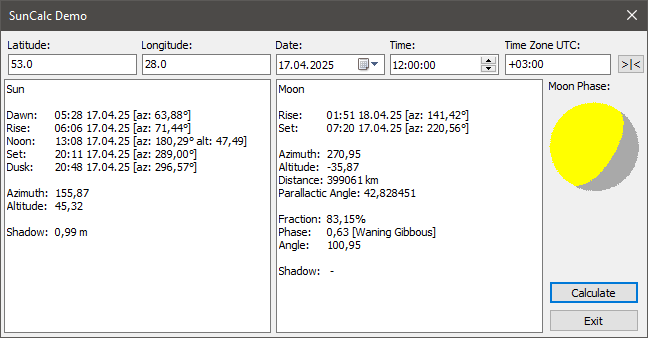 SunCalc Demo
Latitude: Longitude: Date: Time: Time Zone UTC:
53.0 28.0 17.04.2025 12:00:00 +03:00 >|<
Sun
Dawn: 05:28 17.04.25 [az: 63,88°]
Rise: 06:06 17.04.25 [az: 71,44°]
Noon: 13:08 17.04.25 [az: 180,29° alt: 47,49]
Set: 20:11 17.04.25 [az: 289,00°]
Dusk: 20:48 17.04.25 [az: 296,57°]
Azimuth: 155,87
Altitude: 45,32
Shadow: 0,99 m
Moon
Rise: 01:51 18.04.25 [az: 141,42°]
Set: 07:20 17.04.25 [az: 220,56°]
Azimuth: 270,95
Altitude: -35,87
Distance: 399061 km
Parallactic Angle: 42,828451
Fraction: 83,15%
Phase: 0,63 [Waning Gibbous]
Angle: 100,95
Shadow: -
Moon Phase:
Calculate
Exit